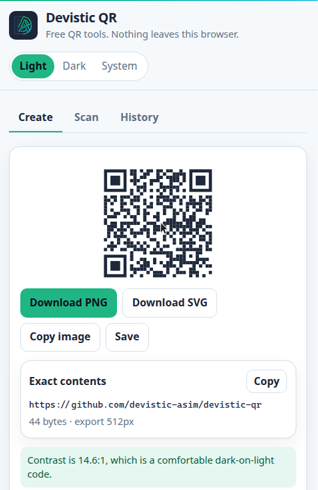 Devistic QR
Free QR tools. Nothing leaves this browser.
Light Dark System
Create Scan History
Download PNG Download SVG
Copy image Save
Exact contents Copy
https://github.com/devistic-asim/devistic-qr
44 bytes · export 512px
Contrast is 14.6:1, which is a comfortable dark-on-light
code.